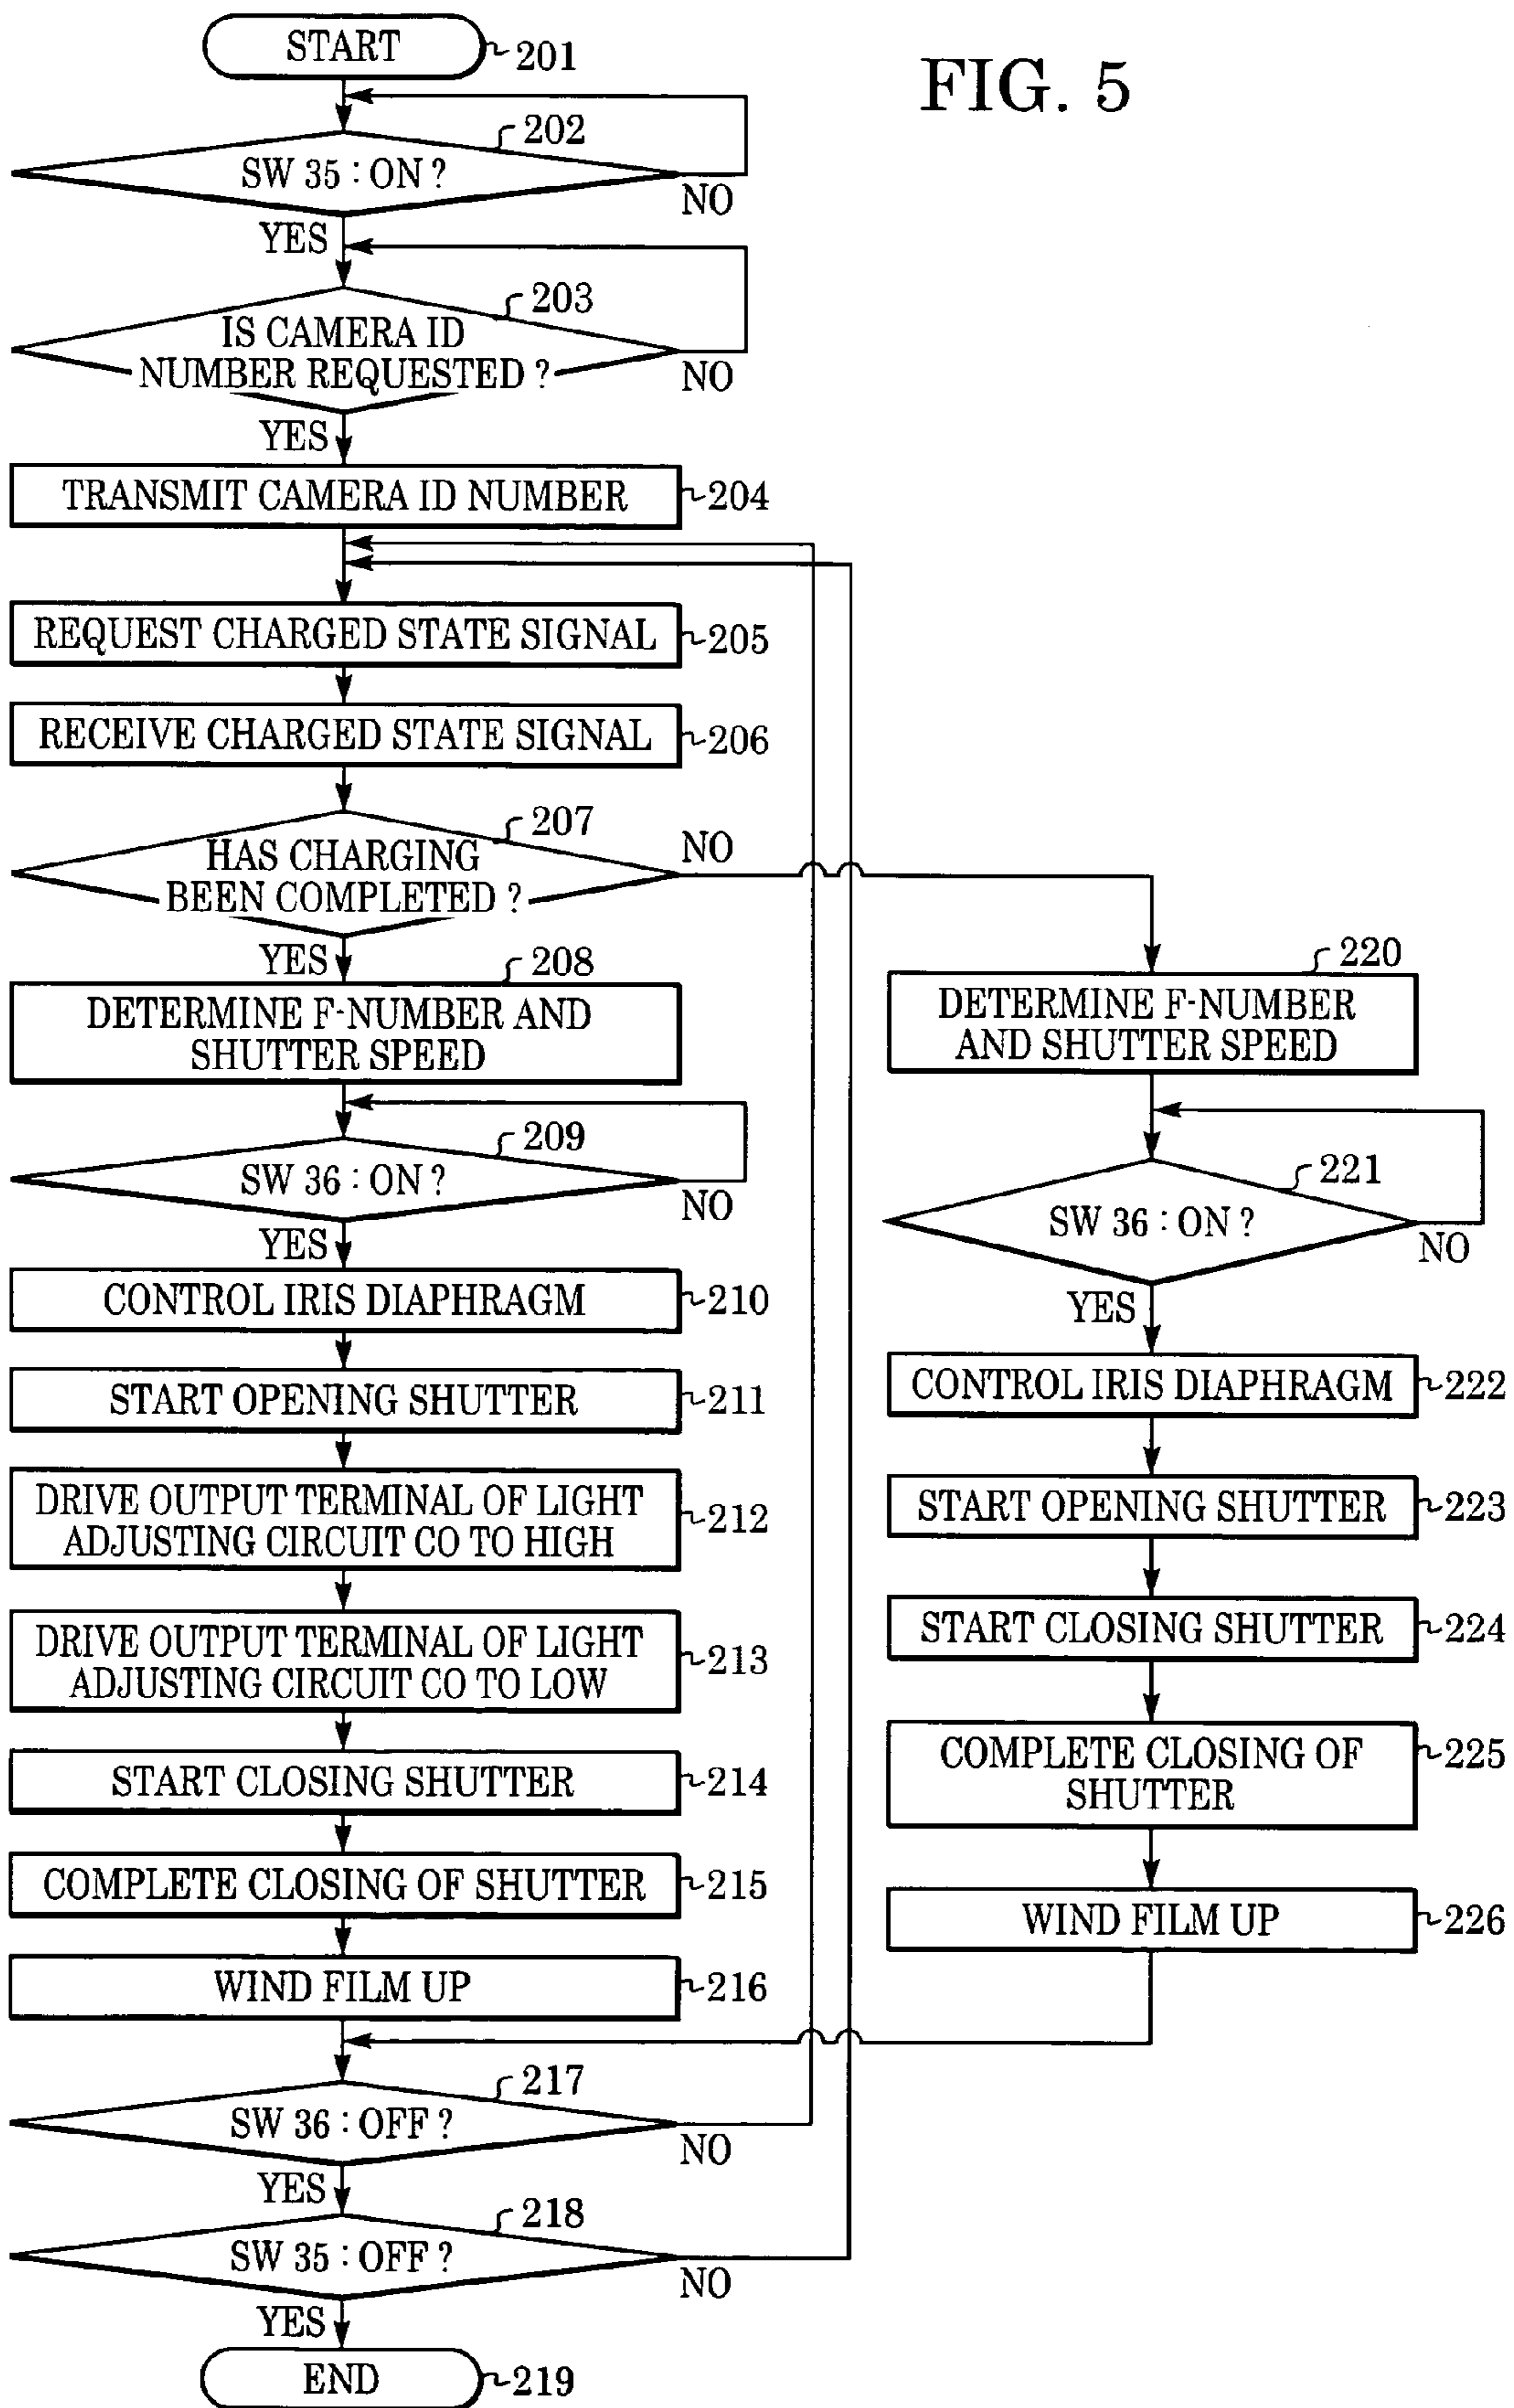 FIG. 5
START
201
202
SW 35 : ON ?
NO
YES
203
IS CAMERA ID
NUMBER REQUESTED ?
NO
YES
TRANSMIT CAMERA ID NUMBER
204
REQUEST CHARGED STATE SIGNAL
205
RECEIVE CHARGED STATE SIGNAL
206
207
HAS CHARGING
BEEN COMPLETED ?
NO
YES
208
DETERMINE F-NUMBER AND
SHUTTER SPEED
209
SW 36 : ON ?
NO
YES
CONTROL IRIS DIAPHRAGM
210
START OPENING SHUTTER
211
DRIVE OUTPUT TERMINAL OF LIGHT
ADJUSTING CIRCUIT CO TO HIGH
212
DRIVE OUTPUT TERMINAL OF LIGHT
ADJUSTING CIRCUIT CO TO LOW
213
START CLOSING SHUTTER
214
COMPLETE CLOSING OF SHUTTER
215
WIND FILM UP
216
217
SW 36 : OFF ?
NO
YES
218
SW 35 : OFF ?
NO
YES
END
219
220
DETERMINE F-NUMBER
AND SHUTTER SPEED
221
SW 36 : ON ?
NO
YES
CONTROL IRIS DIAPHRAGM
222
START OPENING SHUTTER
223
START CLOSING SHUTTER
224
COMPLETE CLOSING OF
SHUTTER
225
WIND FILM UP
226